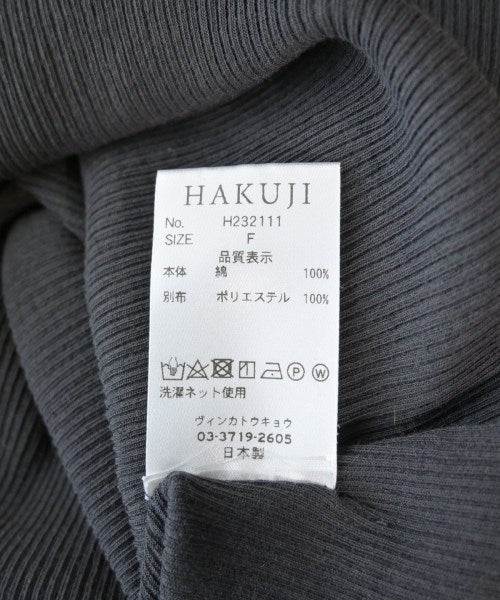 HAKUJI
No. H232111
SIZE F
品質表示
本体 綿 100%
別布 ポリエステル 100%
洗濯ネット使用
ヴィンカトウキョウ
03-3719-2605
日本製